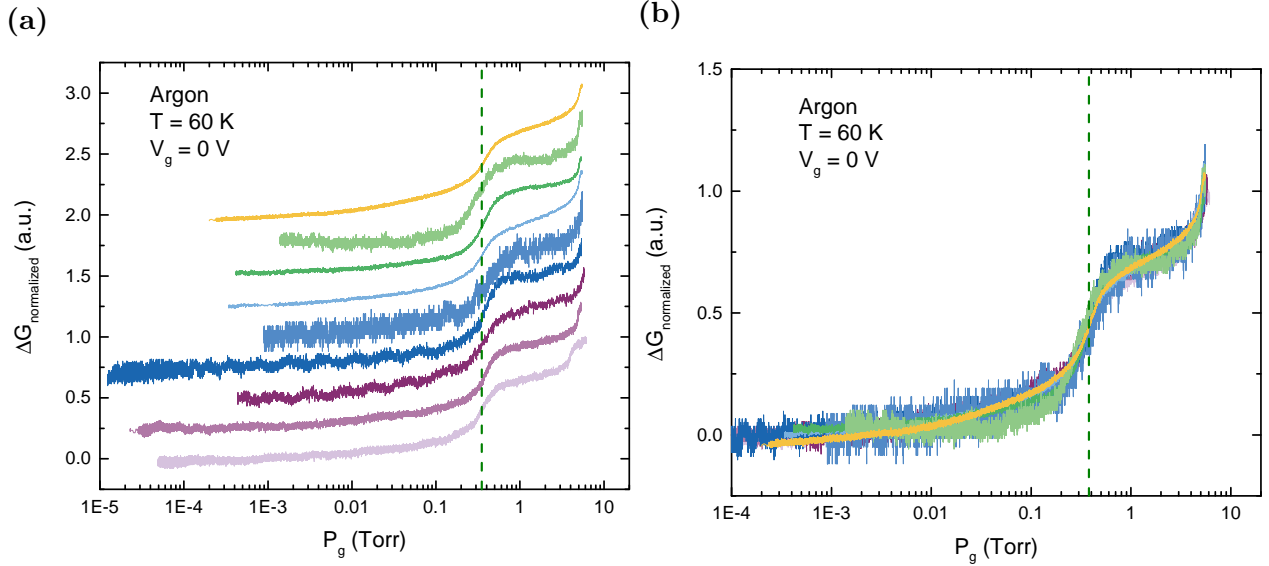 (a)
Argon
T = 60 K
V_g = 0 V
3.0
2.5
2.0
1.5
1.0
0.5
0.0
ΔG_normalized (a.u.)
1E-5 1E-4 1E-3 0.01 0.1 1 10
P_g (Torr)
(b)
Argon
T = 60 K
V_g = 0 V
1.5
1.0
0.5
0.0
ΔG_normalized (a.u.)
1E-4 1E-3 0.01 0.1 1 10
P_g (Torr)